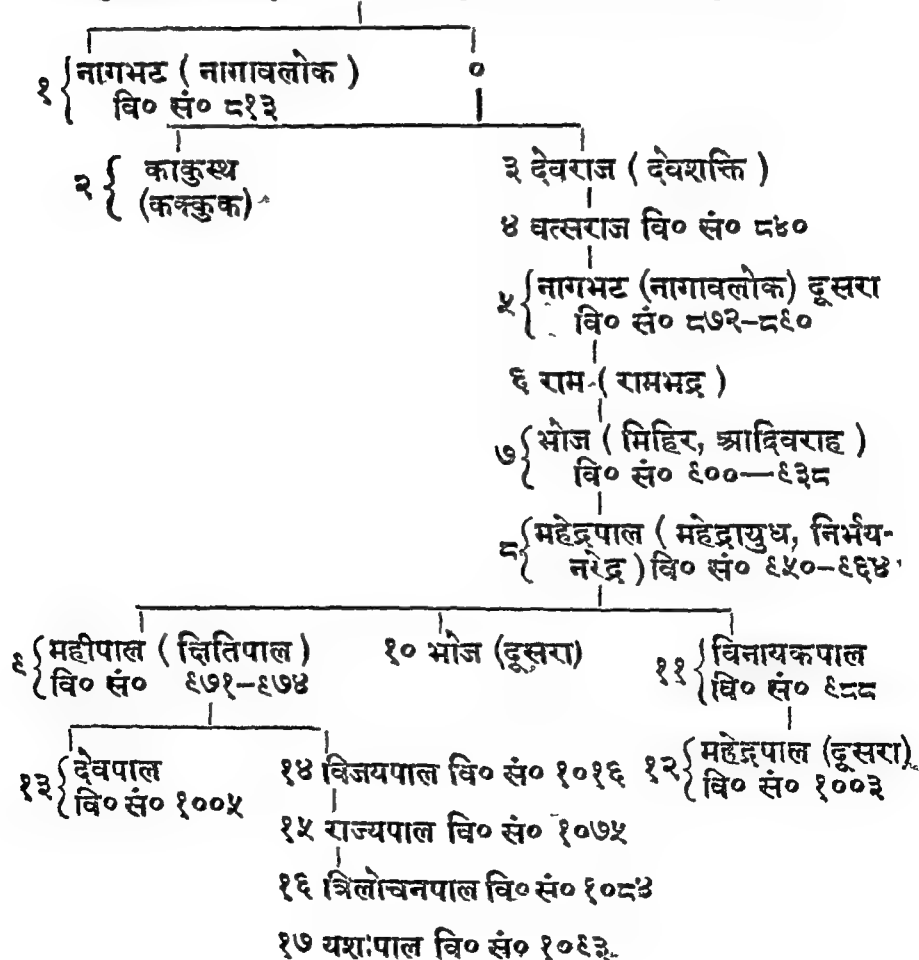 १ { नागभट ( नागावलोक )
वि० सं० ८१३
०
२ { काकुस्थ
(कक्कुक)
३ देवराज ( देवशक्ति )
४ वत्सराज वि० सं० ८४०
५ { नागभट (नागावलोक) दूसरा
वि० सं० ८७२–८९०
६ राम ( रामभद्र )
७ { भोज ( मिहिर, आदिवराह )
वि० सं० ९००—९३८
८ { महेंद्रपाल ( महेंद्रायुध, निर्भय-
नरेंद्र ) वि० सं० ९५०–९६४
९ { महीपाल ( क्षितिपाल )
वि० सं० ९७१–९७४
१० भोज (दूसरा)
११ { विनायकपाल
वि० सं० ९८८
१२ { महेंद्रपाल (दूसरा)
वि० सं० १००३
१३ { देवपाल
वि० सं० १००५
१४ विजयपाल वि० सं० १०१६
१५ राज्यपाल वि० सं० १०७५
१६ त्रिलोचनपाल वि० सं० १०८४
१७ यशःपाल वि० सं० १०९३